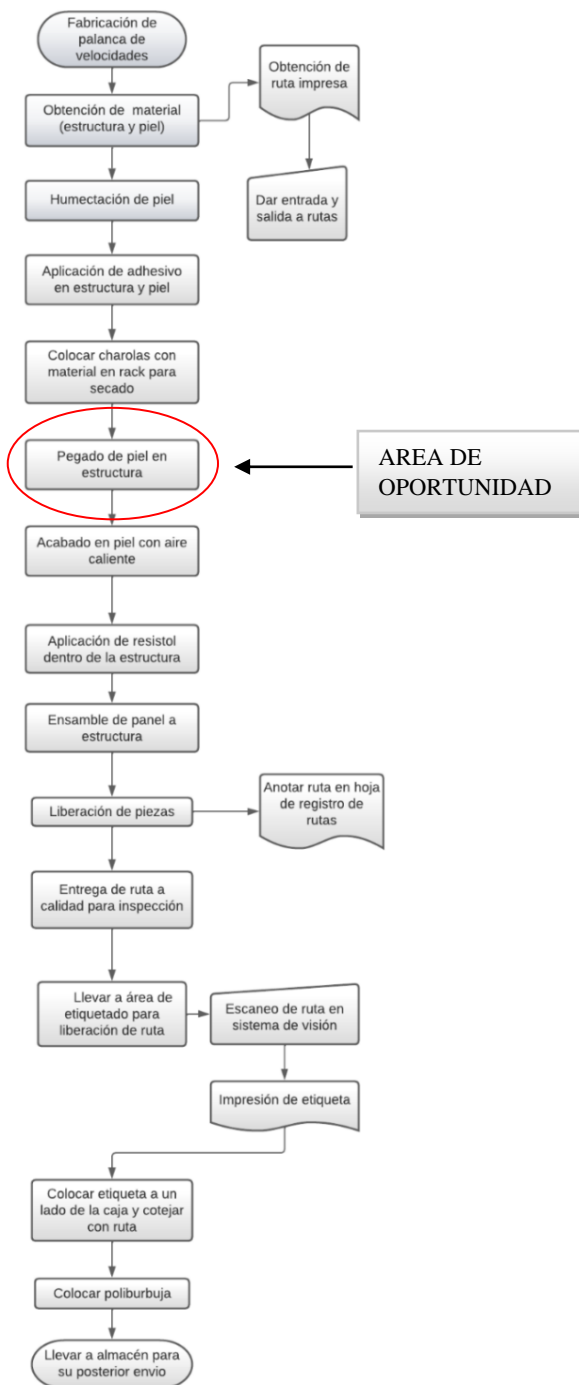 Fabricación de
palanca de
velocidades
Obtención de
ruta impresa
Obtención de  material
(estructura y piel)
Humectación de piel
Dar entrada y
salida a rutas
Aplicación de adhesivo
en estructura y piel
Colocar charolas con
material en rack para
secado
Pegado de piel en
estructura
AREA DE
OPORTUNIDAD
Acabado en piel con aire
caliente
Aplicación de resistol
dentro de la estructura
Ensamble de panel a
estructura
Liberación de piezas
Anotar ruta en hoja
de registro de
rutas
Entrega de ruta a
calidad para inspección
Llevar a área de
etiquetado para
liberación de ruta
Escaneo de ruta en
sistema de visión
Impresión de etiqueta
Colocar etiqueta a un
lado de la caja y cotejar
con ruta
Colocar poliburbuja
Llevar a almacén para
su posterior envio